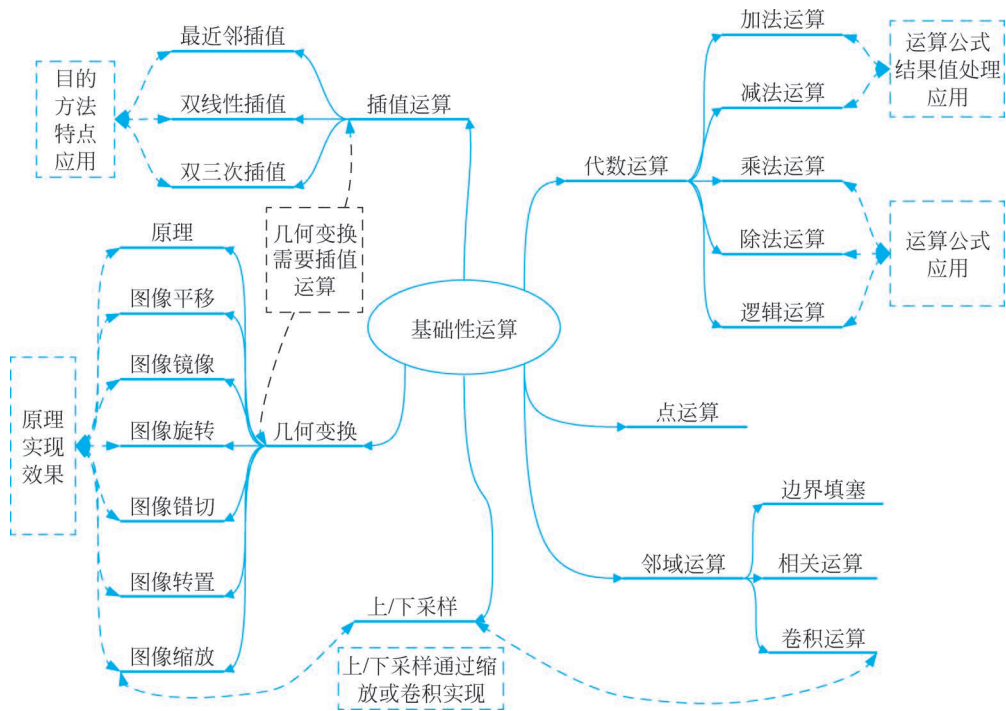 最近邻插值
双线性插值
双三次插值
目的
方法
特点
应用
插值运算
几何变换
需要插值
运算
原理
图像平移
图像镜像
图像旋转
图像错切
图像转置
图像缩放
原理
实现
效果
几何变换
基础性运算
上/下采样
上/下采样通过缩
放或卷积实现
加法运算
减法运算
乘法运算
除法运算
逻辑运算
代数运算
运算公式
结果值处理
应用
运算公式
应用
点运算
邻域运算
边界填塞
相关运算
卷积运算